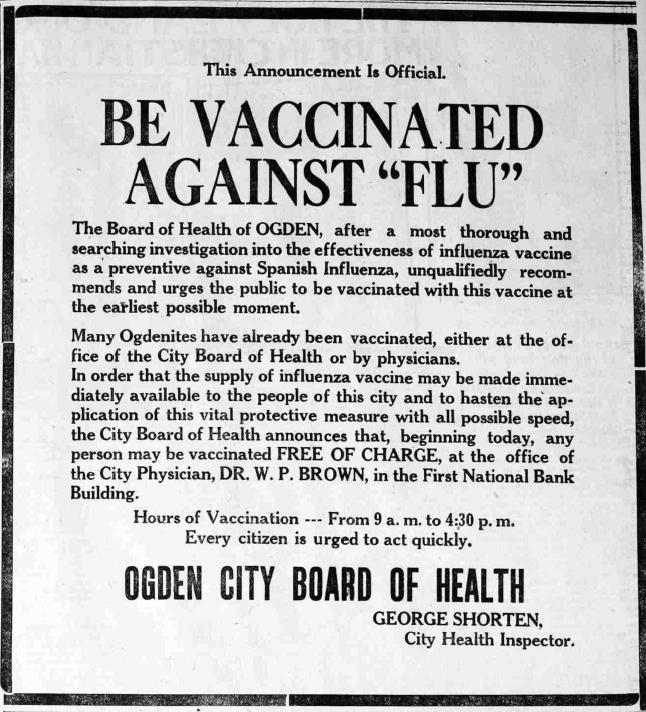 This Announcement Is Official.
BE VACCINATED
AGAINST "FLU"
The Board of Health of OGDEN, after a most thorough and
searching investigation into the effectiveness of influenza vaccine
as a preventive against Spanish Influenza, unqualifiedly recom-
mends and urges the public to be vaccinated with this vaccine at
the earliest possible moment.
Many Ogdenites have already been vaccinated, either at the of-
fice of the City Board of Health or by physicians.
In order that the supply of influenza vaccine may be made imme-
diately available to the people of this city and to hasten the ap-
plication of this vital protective measure with all possible speed,
the City Board of Health announces that, beginning today, any
person may be vaccinated FREE OF CHARGE, at the office of
the City Physician, DR. W. P. BROWN, in the First National Bank
Building.
Hours of Vaccination --- From 9 a. m. to 4:30 p. m.
Every citizen is urged to act quickly.
OGDEN CITY BOARD OF HEALTH
GEORGE SHORTEN,
City Health Inspector.